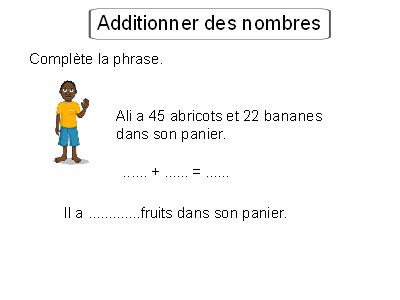 Additionner des nombres
Complète la phrase.
Ali a 45 abricots et 22 bananes
dans son panier.
...... + ...... = ......
Il a .............fruits dans son panier.